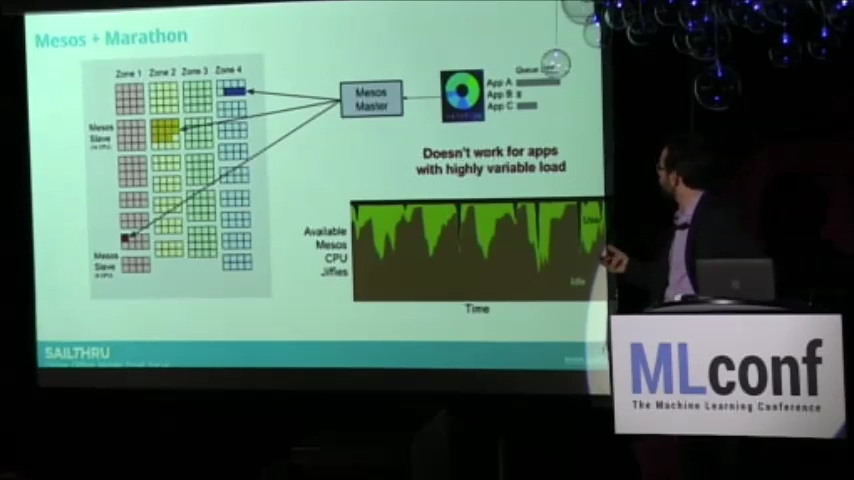 Mesos + Marathon
Zone 1 Zone 2 Zone 3 Zone 4
Mesos
Slave
Mesos
Slave
Mesos
Master
Queue
App A
App B
App C
Doesn't work for apps
with highly variable load
Available
Mesos
CPU
Jiffies
User
Idle
Time
SAILTHRU
MLconf
The Machine Learning Conference